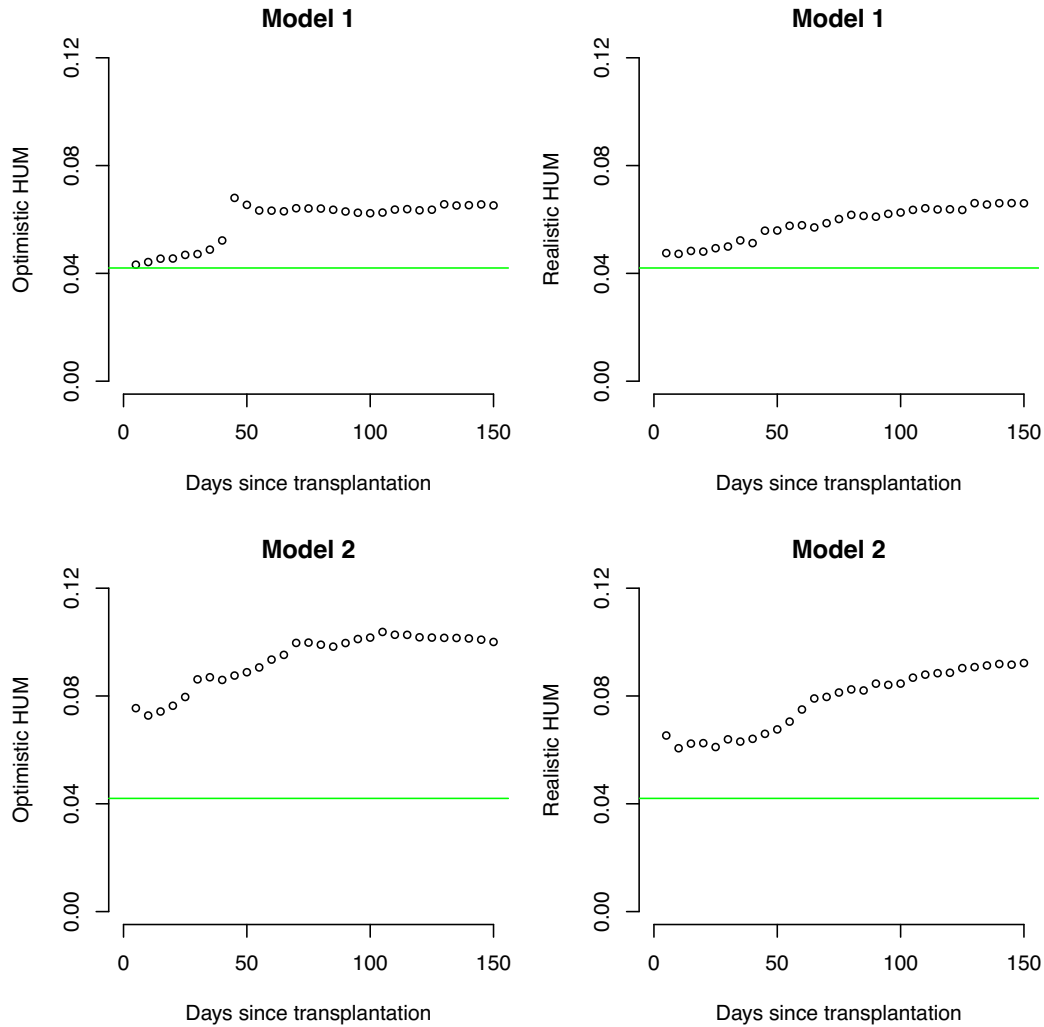 Model 1
Optimistic HUM
0.12
0.08
0.04
0.00
0
50
100
150
Days since transplantation
Model 1
Realistic HUM
0.12
0.08
0.04
0.00
0
50
100
150
Days since transplantation
Model 2
Optimistic HUM
0.12
0.08
0.04
0.00
0
50
100
150
Days since transplantation
Model 2
Realistic HUM
0.12
0.08
0.04
0.00
0
50
100
150
Days since transplantation